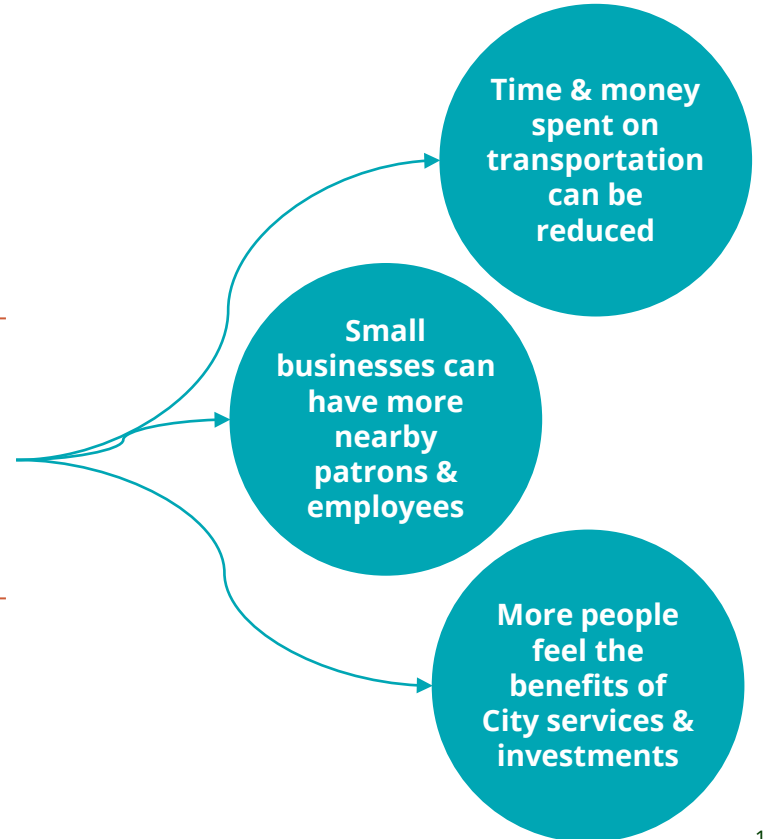 Time & money
spent on
transportation
can be
reduced
Small
businesses can
have more
nearby
patrons &
employees
More people
feel the
benefits of
City services &
investments
1